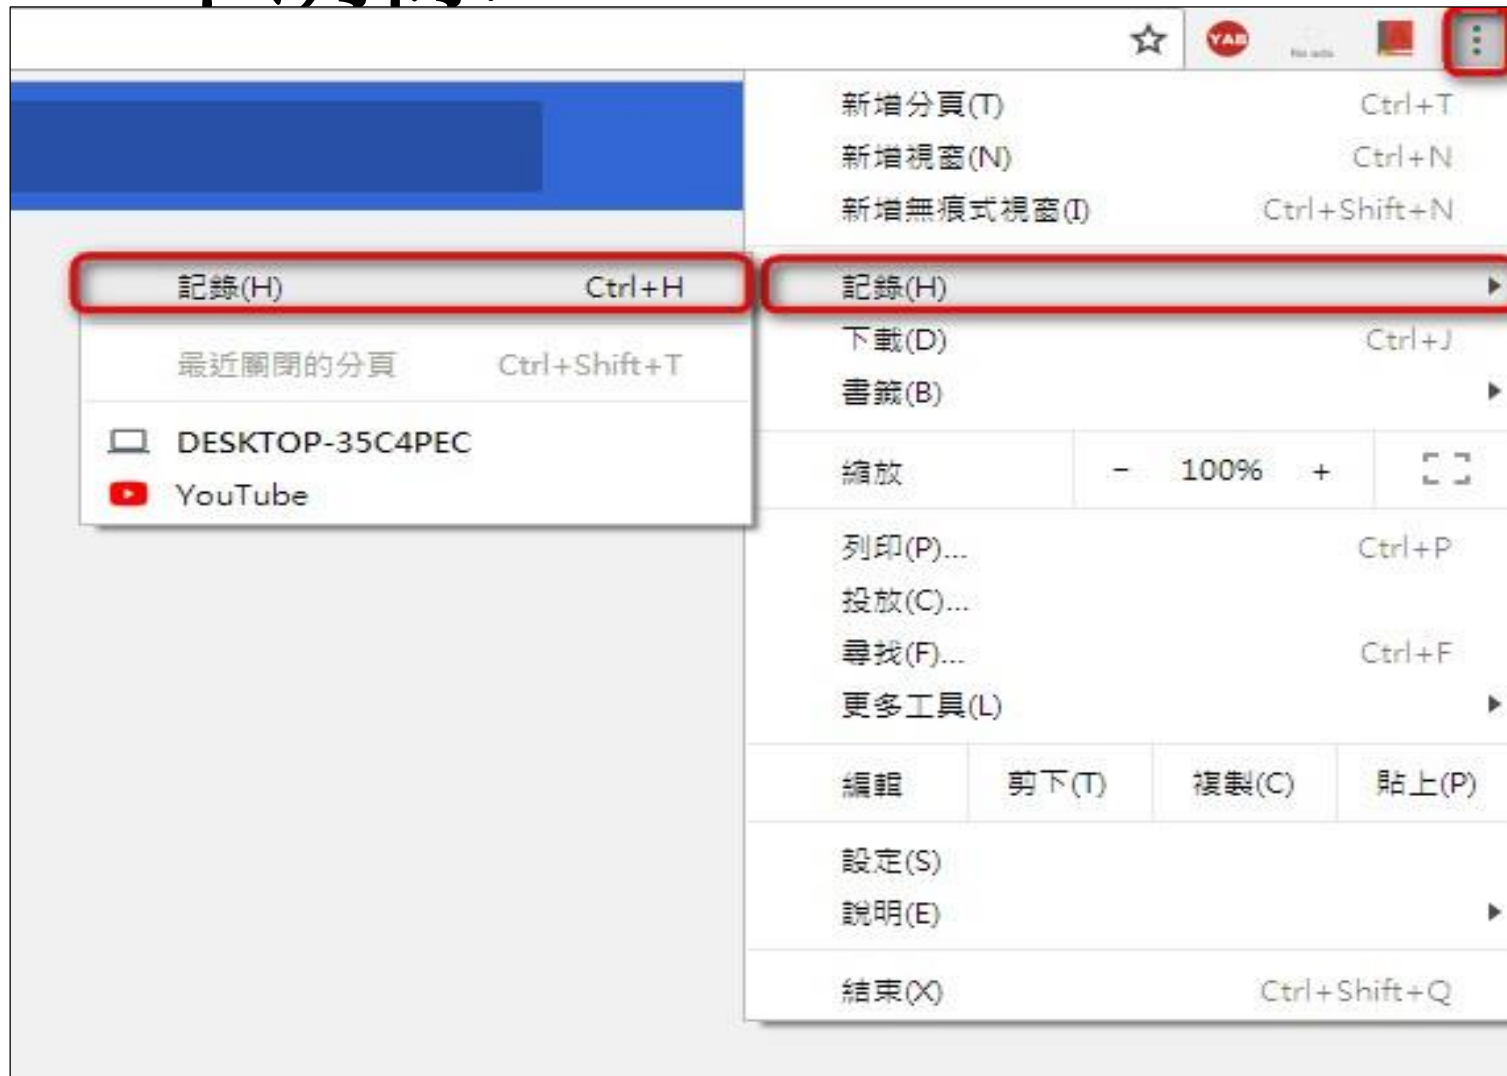 YAB
新增分頁(T) Ctrl+T
新增視窗(N) Ctrl+N
新增無痕式視窗(I) Ctrl+Shift+N
記錄(H)
下載(D) Ctrl+J
書籤(B)
縮放 - 100% +
列印(P)... Ctrl+P
投放(C)...
尋找(F)... Ctrl+F
更多工具(L)
編輯 剪下(T) 複製(C) 貼上(P)
設定(S)
說明(E)
結束(X) Ctrl+Shift+Q
記錄(H) Ctrl+H
最近關閉的分頁 Ctrl+Shift+T
DESKTOP-35C4PEC
YouTube